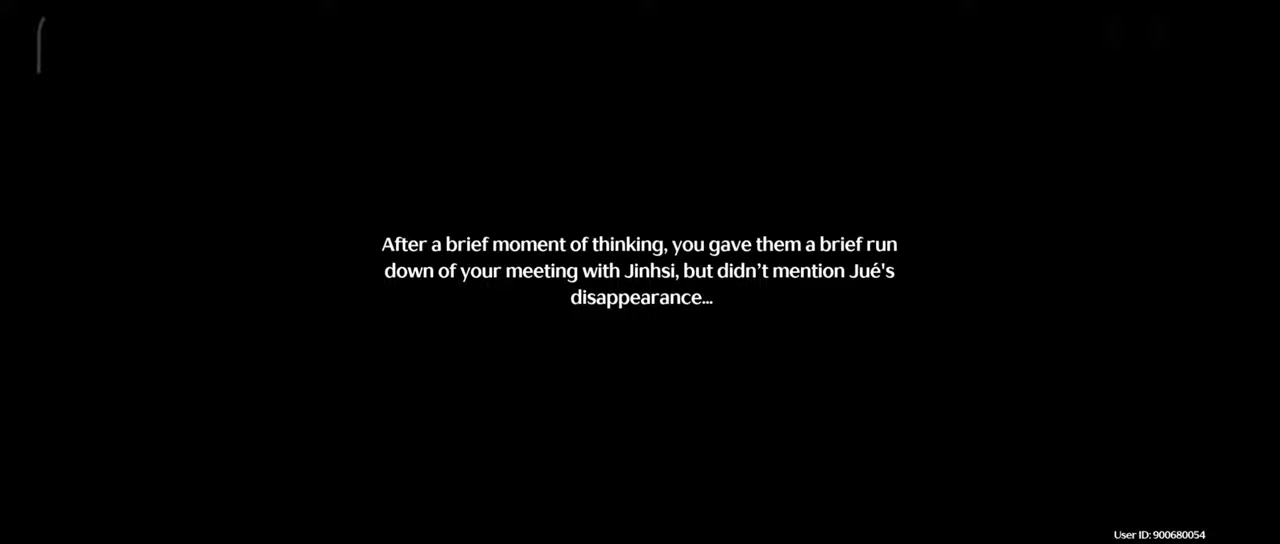 After a brief moment of thinking, you gave them a brief run
down of your meeting with Jinhsi, but didn’t mention Jué's
disappearance...
User ID: 900680054